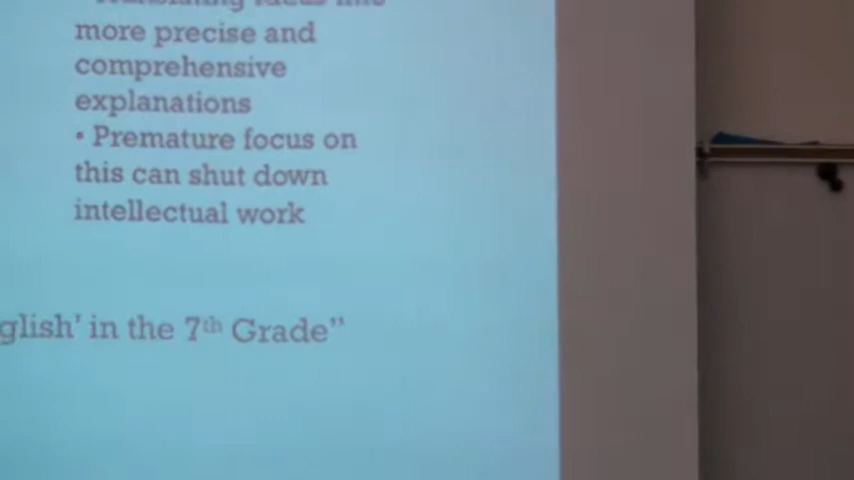 more precise and
comprehensive
explanations
• Premature focus on
this can shut down
intellectual work
glish’ in the 7th Grade”